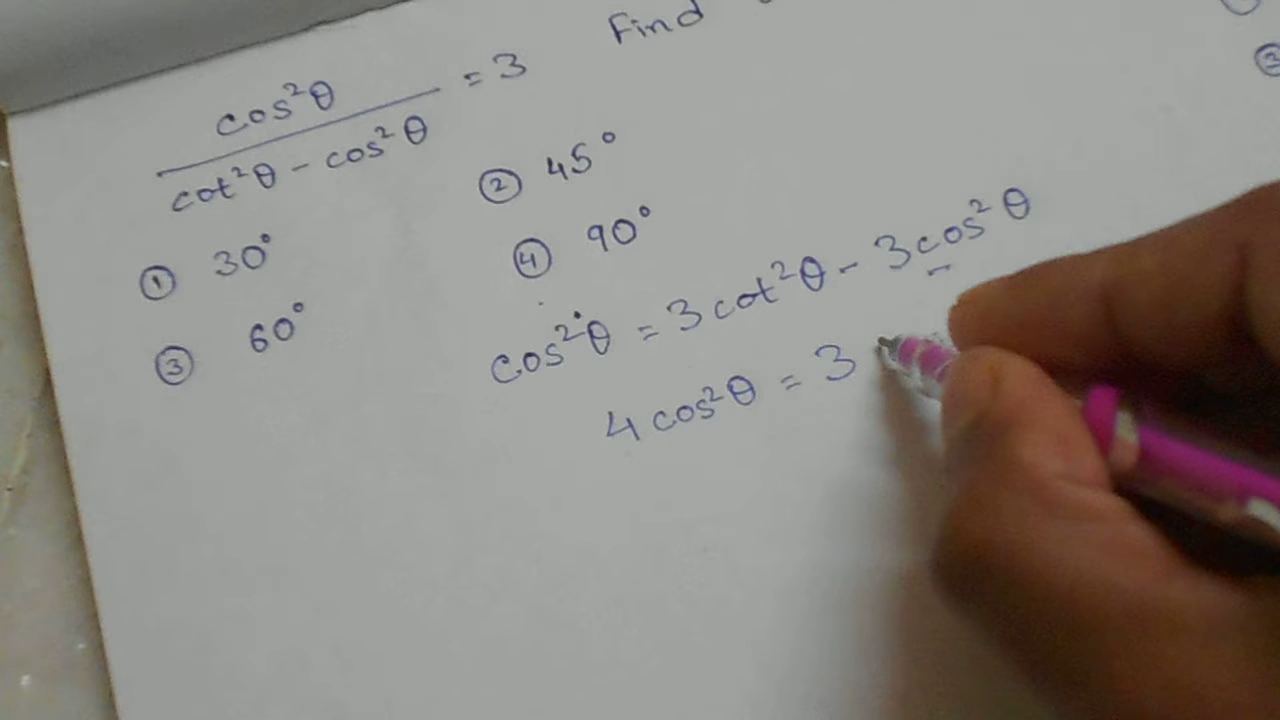 Find
cos²θ / cot²θ - cos²θ = 3
① 30° ② 45°
③ 60° ④ 90°
cos²θ = 3cot²θ - 3cos²θ
4cos²θ = 3